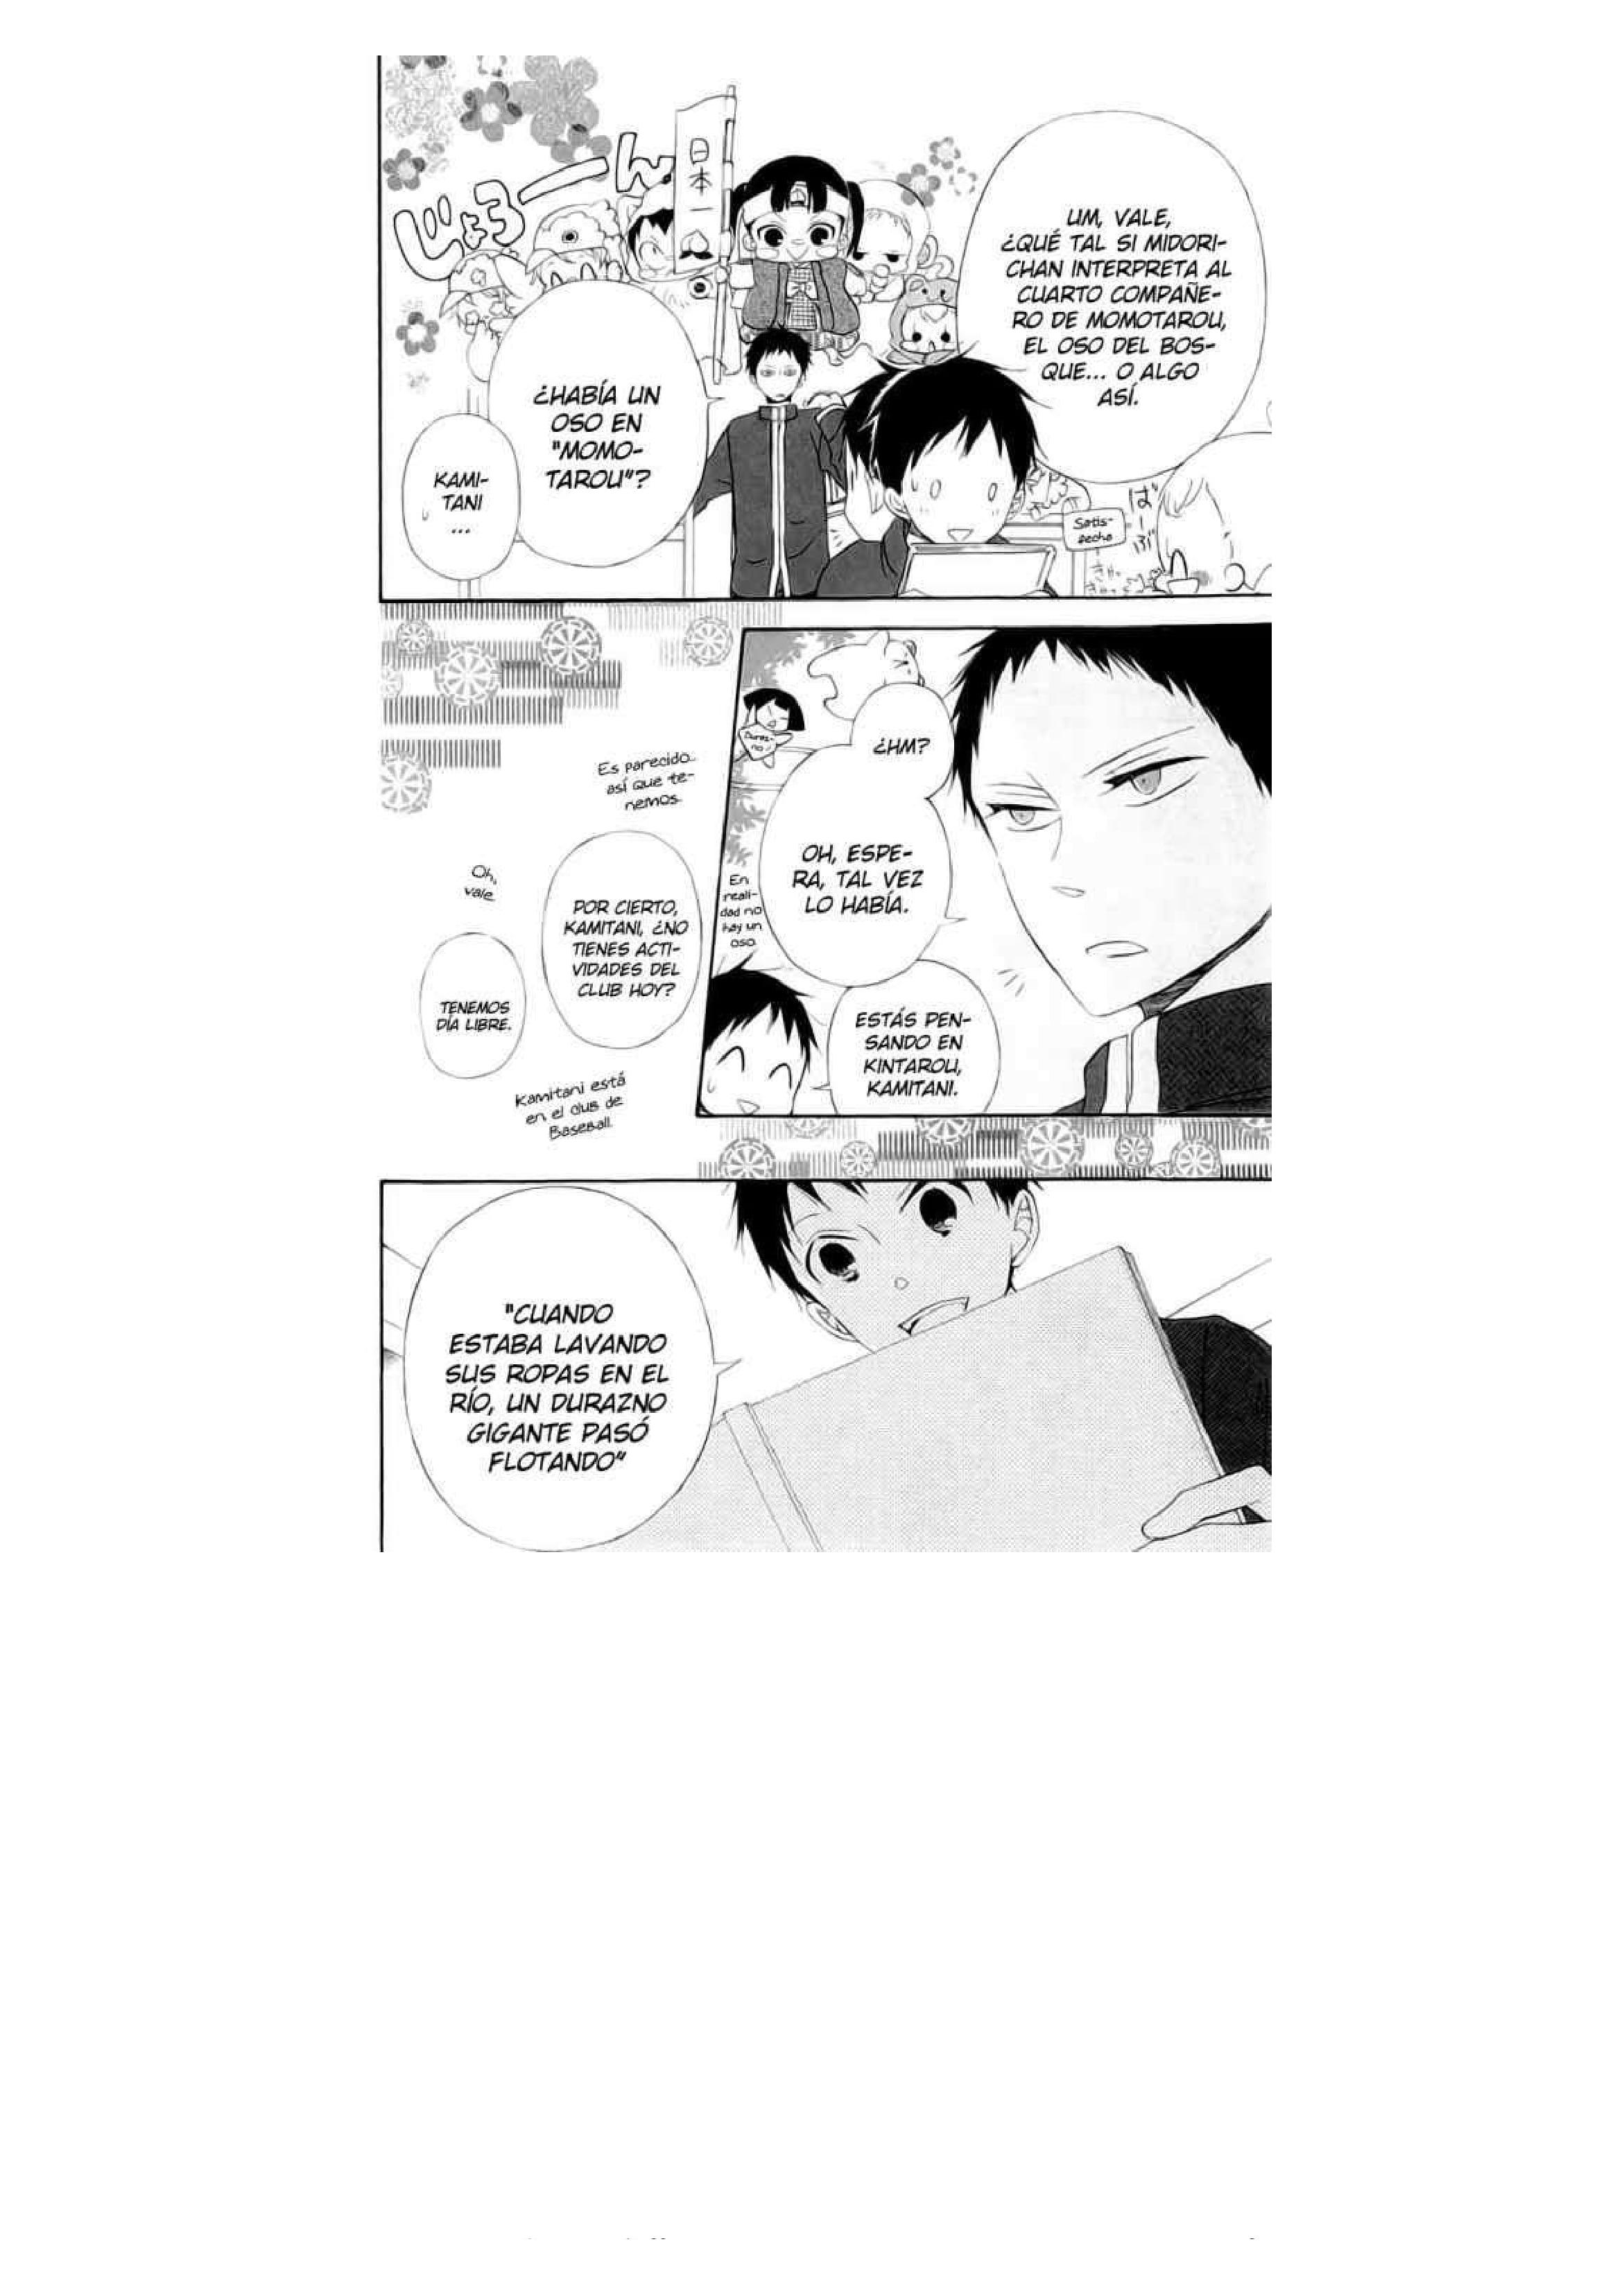 UM, VALE,
¿QUÉ TAL SI MIDORI-
CHAN INTERPRETA AL
CUARTO COMPAÑE-
RO DE MOMOTAROU,
EL OSO DEL BOS-
QUE... O ALGO
ASÍ.
じょろーん
日本一
¿HABÍA UN
OSO EN
"MOMO-
TAROU"?
KAMI-
TANI
...
Satis-
fecho
ばーぶ
¿HM?
Duraz-
no
OH, ESPE-
RA, TAL VEZ
LO HABÍA.
En
reali-
dad no
hay un
oso.
ESTÁS PEN-
SANDO EN
KINTAROU,
KAMITANI.
Es parecido...
así que te-
nemos.
Oh,
vale
POR CIERTO,
KAMITANI, ¿NO
TIENES ACTI-
VIDADES DEL
CLUB HOY?
TENEMOS
DÍA LIBRE.
Kamitani está
en el club de
Baseball.
"CUANDO
ESTABA LAVANDO
SUS ROPAS EN EL
RÍO, UN DURAZNO
GIGANTE PASÓ
FLOTANDO"